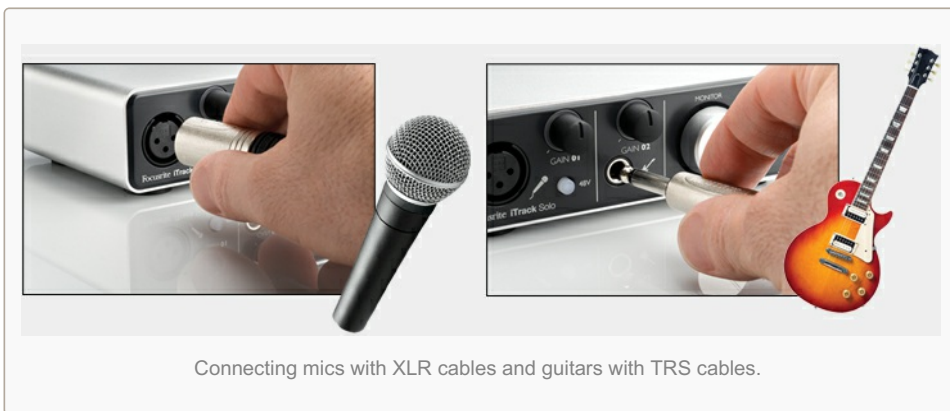 Focusrite iTrack
MONITOR
GAIN 01
GAIN 02
48V
iTrack Solo
Connecting mics with XLR cables and guitars with TRS cables.